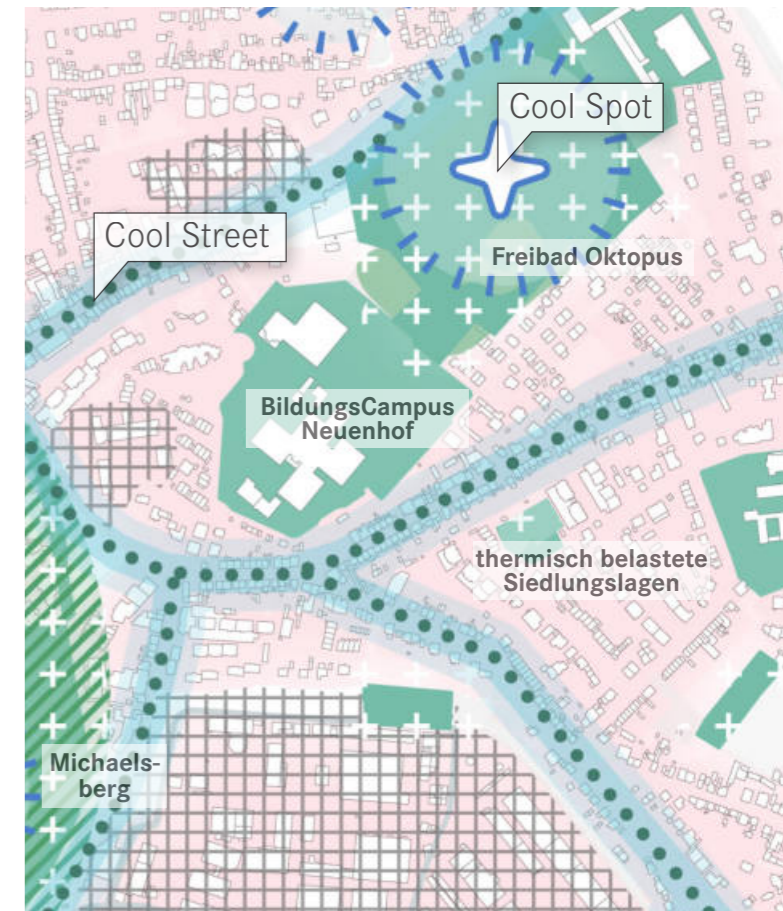 Cool Spot
Cool Street
Freibad Oktopus
BildungsCampus
Neuenhof
thermisch belastete
Siedlungslagen
Michaels-
berg